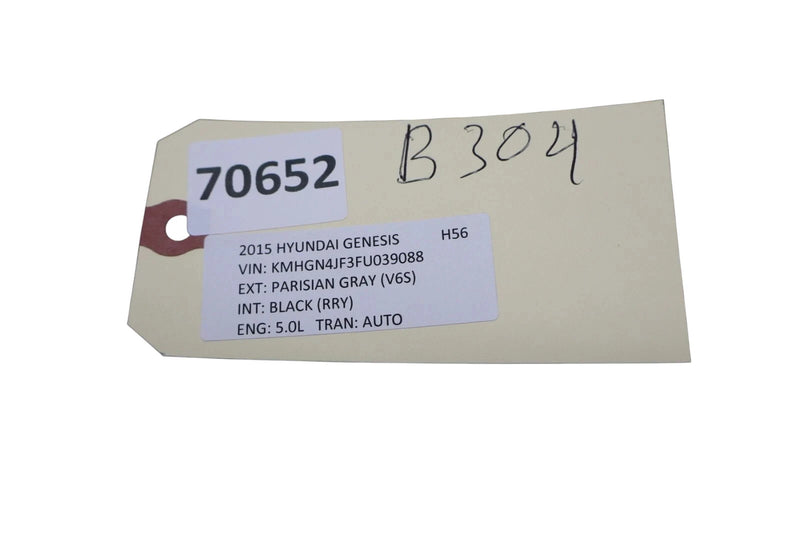 B304
70652
2015 HYUNDAI GENESIS H56
VIN: KMHGN4JF3FU039088
EXT: PARISIAN GRAY (V6S)
INT: BLACK (RRY)
ENG: 5.0L TRAN: AUTO